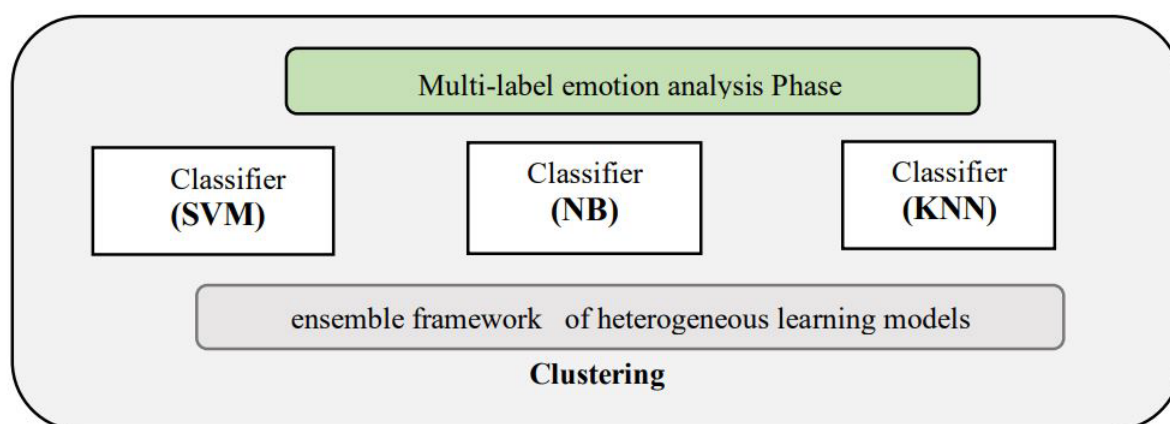 Multi-label emotion analysis Phase
Classifier
(SVM)
Classifier
(NB)
Classifier
(KNN)
ensemble framework of heterogeneous learning models
Clustering